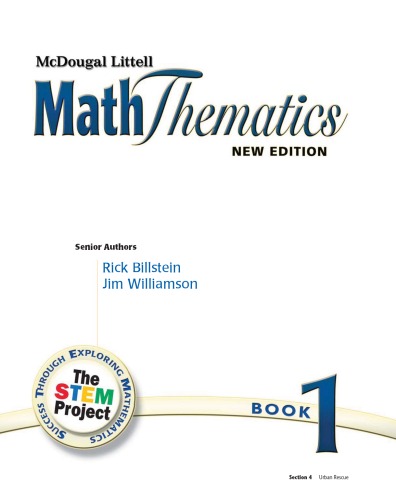 McDougal Littell
MathThematics
NEW EDITION
Senior Authors
Rick Billstein
Jim Williamson
SUCCESS THROUGH EXPLORING MATHEMATICS
The
STEM
Project
BOOK 1
Section 4 Urban Rescue